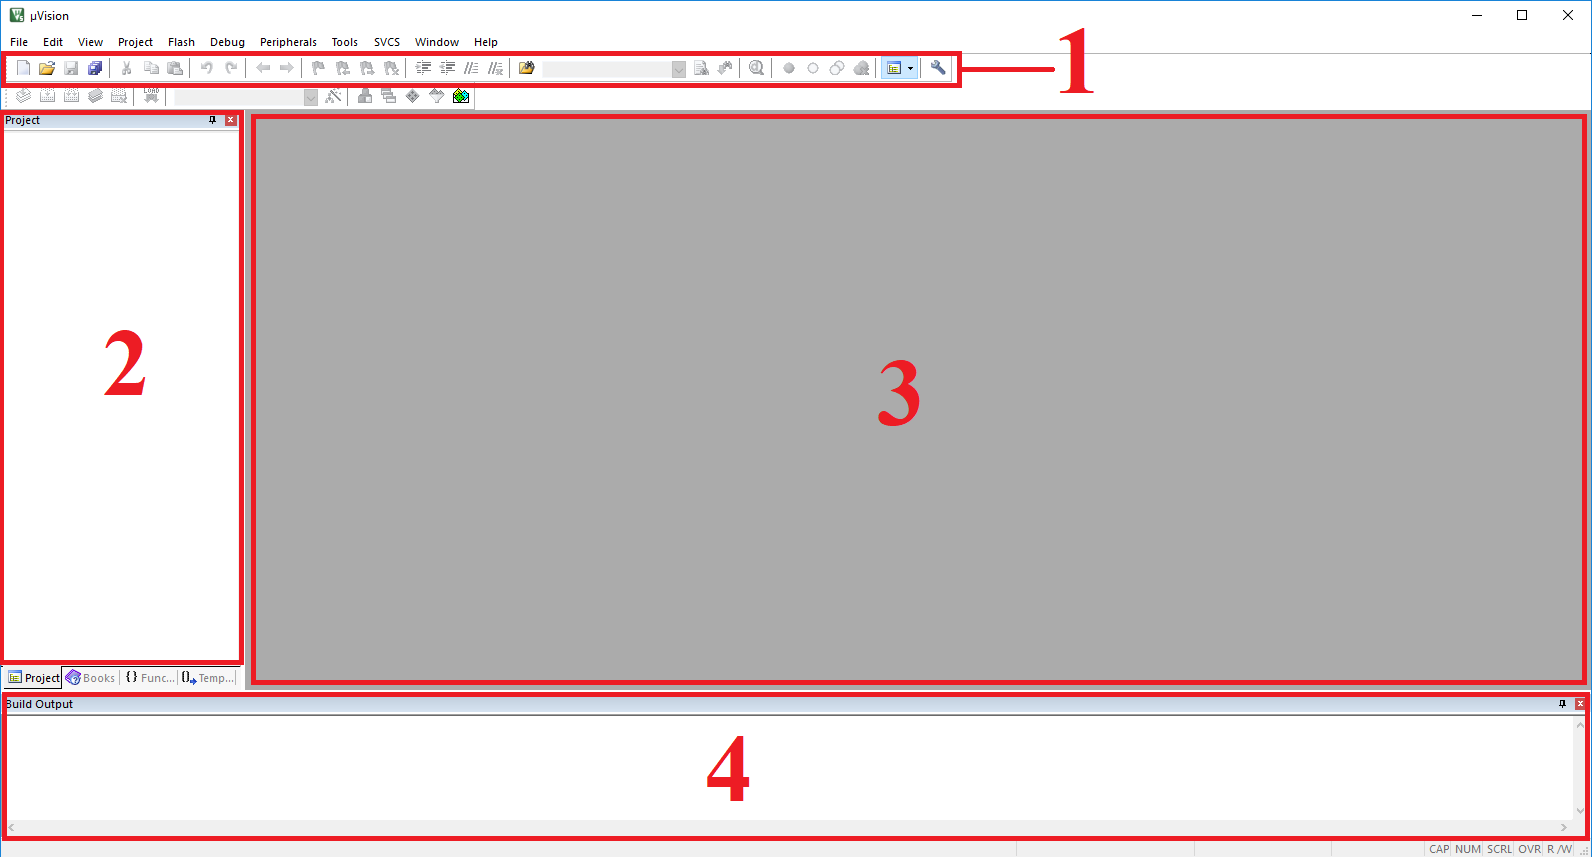 µVision
File Edit View Project Flash Debug Peripherals Tools SVCS Window Help
1
LOAD
Project
2
3
Project Books Func... Temp...
Build Output
4
CAP NUM SCRL OVR R /W